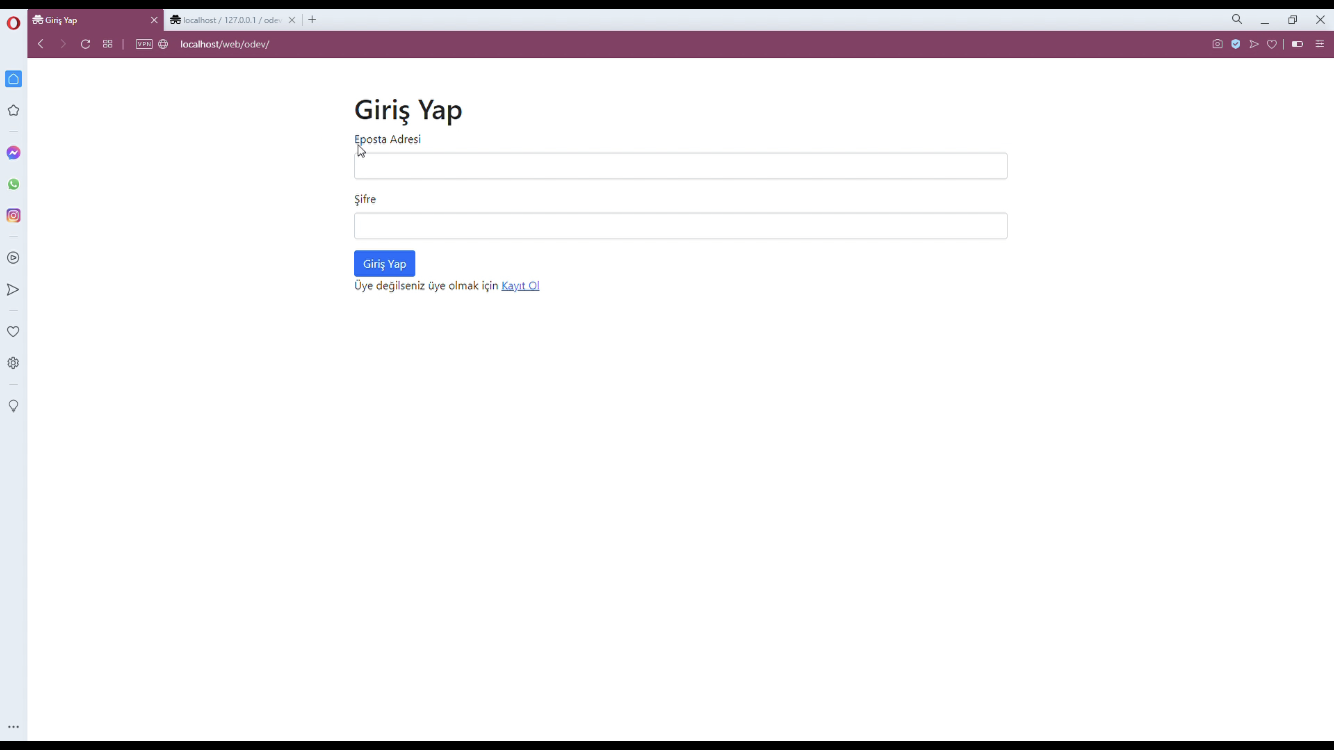 Giriş Yap
localhost / 127.0.0.1 / odev
VPN
localhost/web/odev/
Giriş Yap
Eposta Adresi
Şifre
Giriş Yap
Üye değilseniz üye olmak için Kayıt Ol